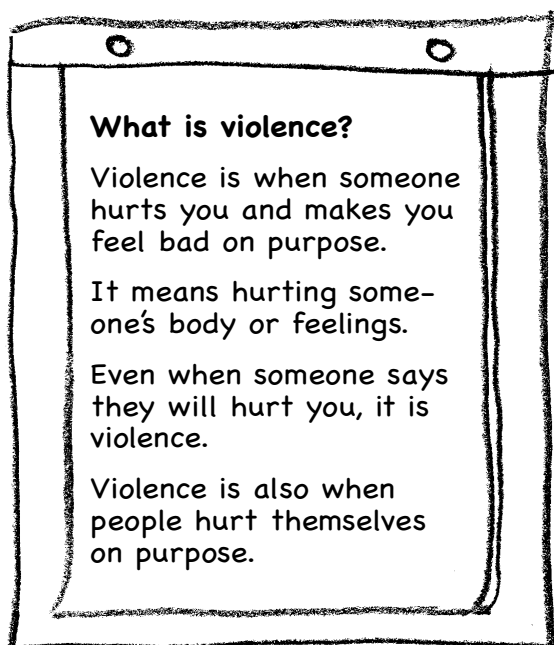 What is violence?
Violence is when someone
hurts you and makes you
feel bad on purpose.
It means hurting some-
one's body or feelings.
Even when someone says
they will hurt you, it is
violence.
Violence is also when
people hurt themselves
on purpose.